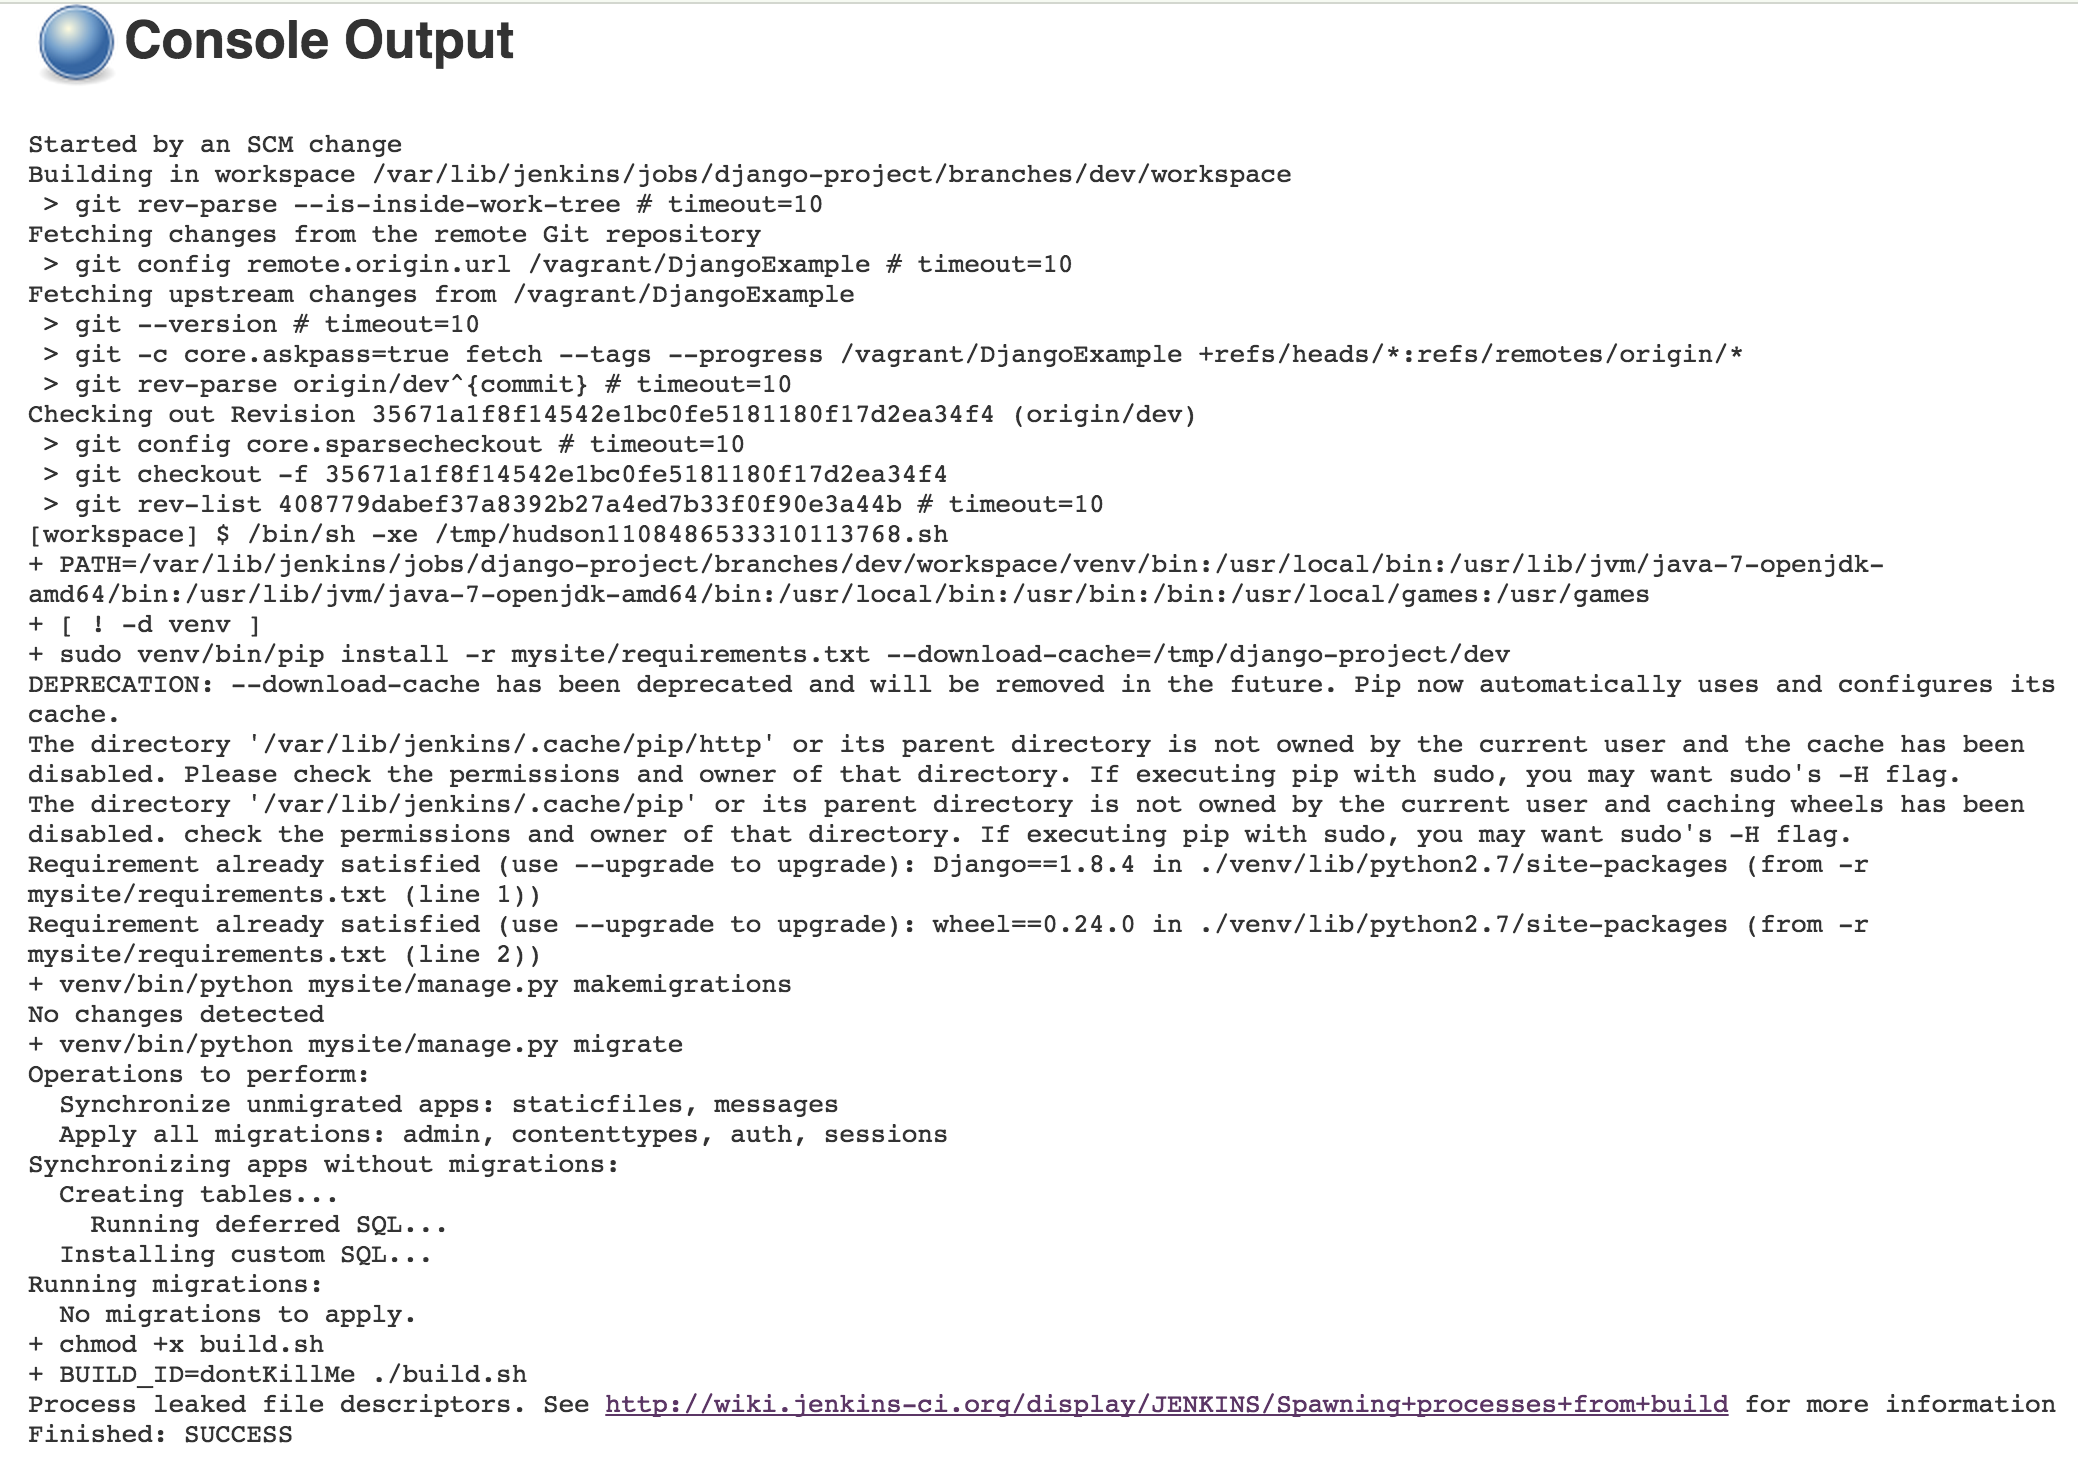 Console Output
Started by an SCM change
Building in workspace /var/lib/jenkins/jobs/django-project/branches/dev/workspace
 > git rev-parse --is-inside-work-tree # timeout=10
Fetching changes from the remote Git repository
 > git config remote.origin.url /vagrant/DjangoExample # timeout=10
Fetching upstream changes from /vagrant/DjangoExample
 > git --version # timeout=10
 > git -c core.askpass=true fetch --tags --progress /vagrant/DjangoExample +refs/heads/*:refs/remotes/origin/*
 > git rev-parse origin/dev^{commit} # timeout=10
Checking out Revision 35671a1f8f14542e1bc0fe5181180f17d2ea34f4 (origin/dev)
 > git config core.sparsecheckout # timeout=10
 > git checkout -f 35671a1f8f14542e1bc0fe5181180f17d2ea34f4
 > git rev-list 408779dabef37a8392b27a4ed7b33f0f90e3a44b # timeout=10
[workspace] $ /bin/sh -xe /tmp/hudson1108486533310113768.sh
+ PATH=/var/lib/jenkins/jobs/django-project/branches/dev/workspace/venv/bin:/usr/local/bin:/usr/lib/jvm/java-7-openjdk-
amd64/bin:/usr/lib/jvm/java-7-openjdk-amd64/bin:/usr/local/bin:/usr/bin:/bin:/usr/local/games:/usr/games
+ [ ! -d venv ]
+ sudo venv/bin/pip install -r mysite/requirements.txt --download-cache=/tmp/django-project/dev
DEPRECATION: --download-cache has been deprecated and will be removed in the future. Pip now automatically uses and configures its
cache.
The directory '/var/lib/jenkins/.cache/pip/http' or its parent directory is not owned by the current user and the cache has been
disabled. Please check the permissions and owner of that directory. If executing pip with sudo, you may want sudo's -H flag.
The directory '/var/lib/jenkins/.cache/pip' or its parent directory is not owned by the current user and caching wheels has been
disabled. check the permissions and owner of that directory. If executing pip with sudo, you may want sudo's -H flag.
Requirement already satisfied (use --upgrade to upgrade): Django==1.8.4 in ./venv/lib/python2.7/site-packages (from -r
mysite/requirements.txt (line 1))
Requirement already satisfied (use --upgrade to upgrade): wheel==0.24.0 in ./venv/lib/python2.7/site-packages (from -r
mysite/requirements.txt (line 2))
+ venv/bin/python mysite/manage.py makemigrations
No changes detected
+ venv/bin/python mysite/manage.py migrate
Operations to perform:
  Synchronize unmigrated apps: staticfiles, messages
  Apply all migrations: admin, contenttypes, auth, sessions
Synchronizing apps without migrations:
  Creating tables...
    Running deferred SQL...
  Installing custom SQL...
Running migrations:
  No migrations to apply.
+ chmod +x build.sh
+ BUILD_ID=dontKillMe ./build.sh
Process leaked file descriptors. See http://wiki.jenkins-ci.org/display/JENKINS/Spawning+processes+from+build for more information
Finished: SUCCESS